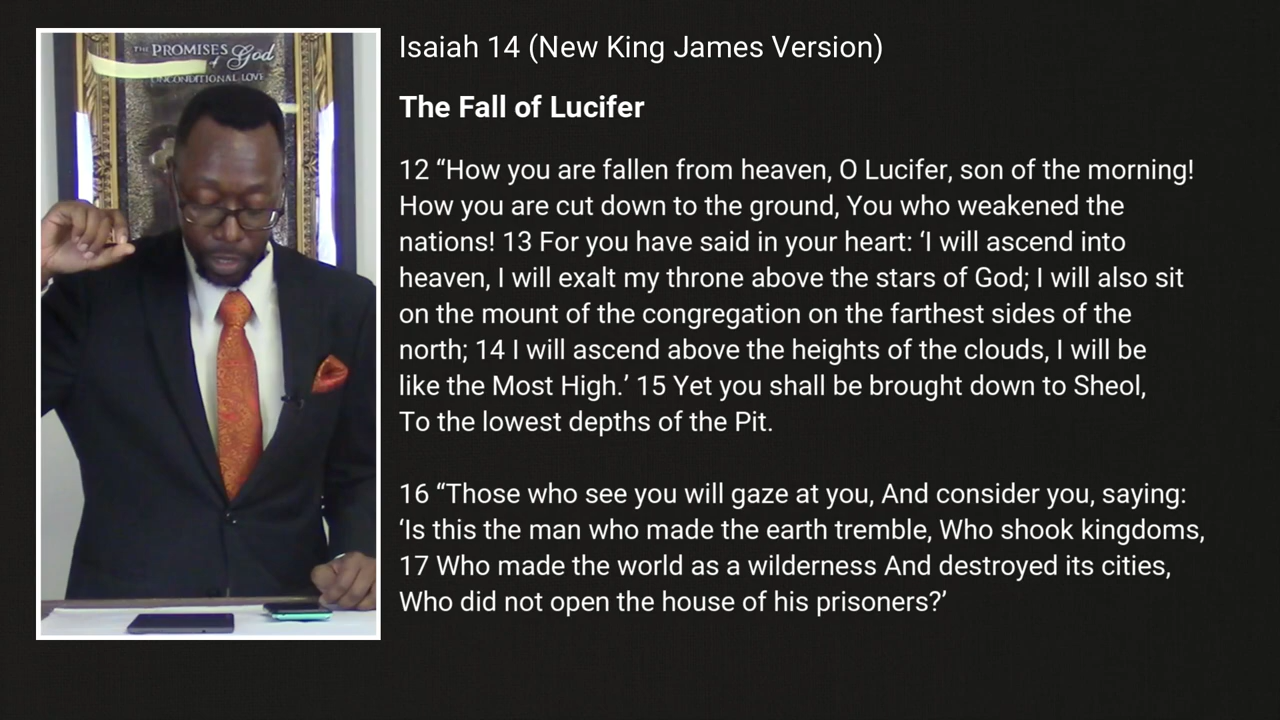 THE PROMISES
of God
UNCONDITIONAL LOVE
Isaiah 14 (New King James Version)
The Fall of Lucifer
12 “How you are fallen from heaven, O Lucifer, son of the morning!
How you are cut down to the ground, You who weakened the
nations! 13 For you have said in your heart: ‘I will ascend into
heaven, I will exalt my throne above the stars of God; I will also sit
on the mount of the congregation on the farthest sides of the
north; 14 I will ascend above the heights of the clouds, I will be
like the Most High.’ 15 Yet you shall be brought down to Sheol,
To the lowest depths of the Pit.
16 “Those who see you will gaze at you, And consider you, saying:
‘Is this the man who made the earth tremble, Who shook kingdoms,
17 Who made the world as a wilderness And destroyed its cities,
Who did not open the house of his prisoners?’